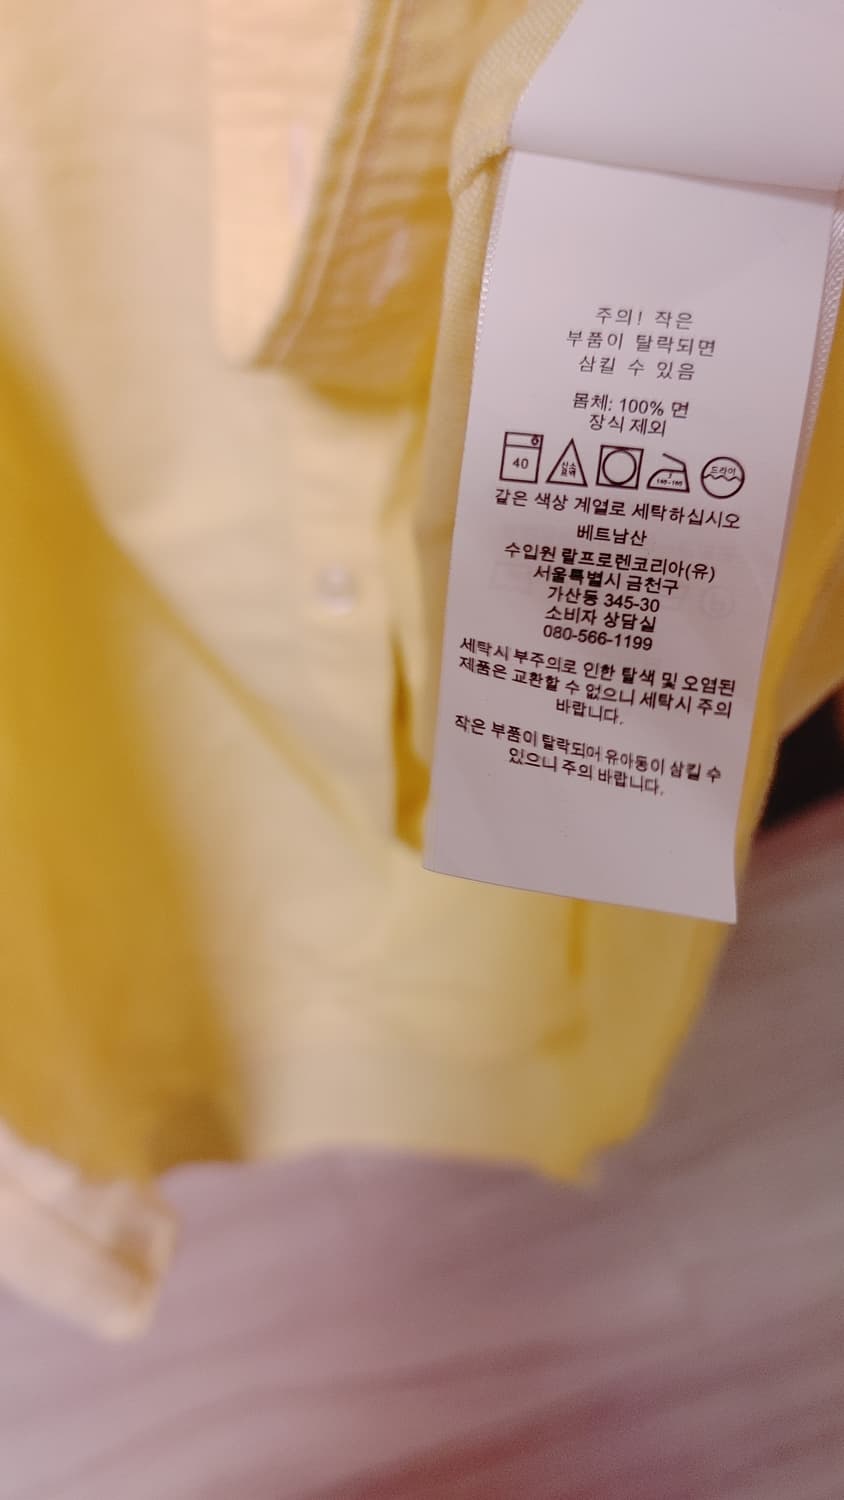 주의! 작은
부품이 탈락되면
삼킬 수 있음
몸체: 100% 면
장식 제외
40
드라이
같은 색상 계열로 세탁하십시오
베트남산
수입원 랄프로렌코리아(유)
서울특별시 금천구
가산동 345-30
소비자 상담실
080-566-1199
세탁시 부주의로 인한 탈색 및 오염된
제품은 교환할 수 없으니 세탁시 주의
바랍니다.
작은 부품이 탈락되어 유아동이 삼킬 수
있으니 주의 바랍니다.